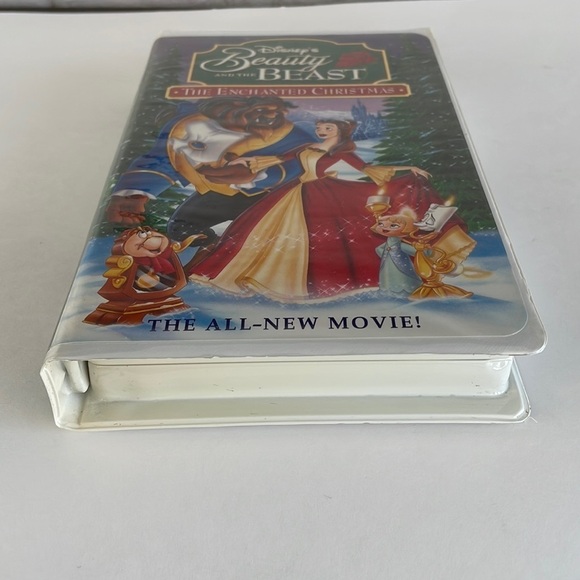 Disney's
Beauty
AND THE BEAST
• THE ENCHANTED CHRISTMAS •
THE ALL-NEW MOVIE!